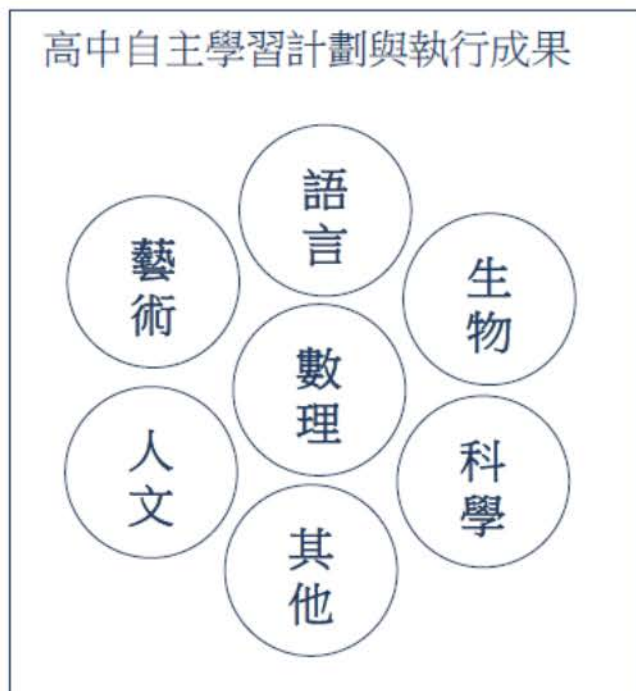 高中自主學習計劃與執行成果
語言
藝術
生物
數理
人文
科學
其他